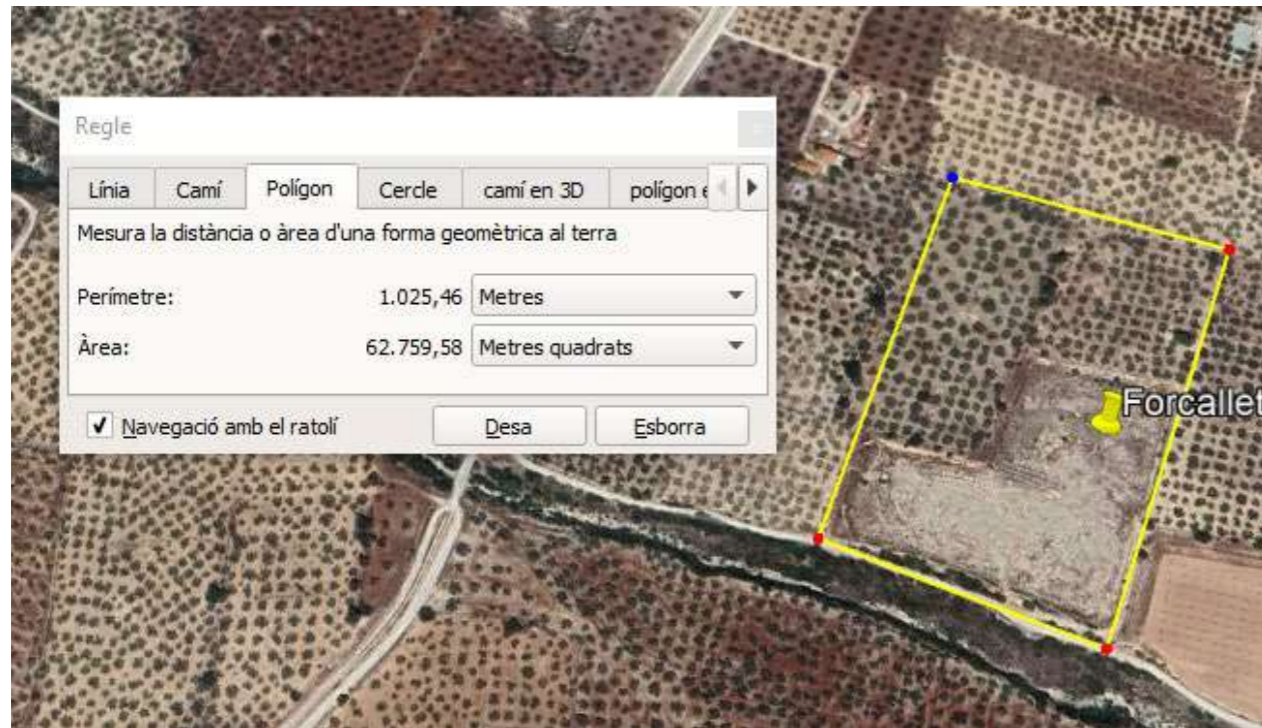 Regle
Línia Camí Polígon Cercle camí en 3D polígon e
Mesura la distància o àrea d'una forma geomètrica al terra
Perímetre: 1.025,46 Metres
Àrea: 62.759,58 Metres quadrats
Navegació amb el ratolí Desa Esborra
Forcallet